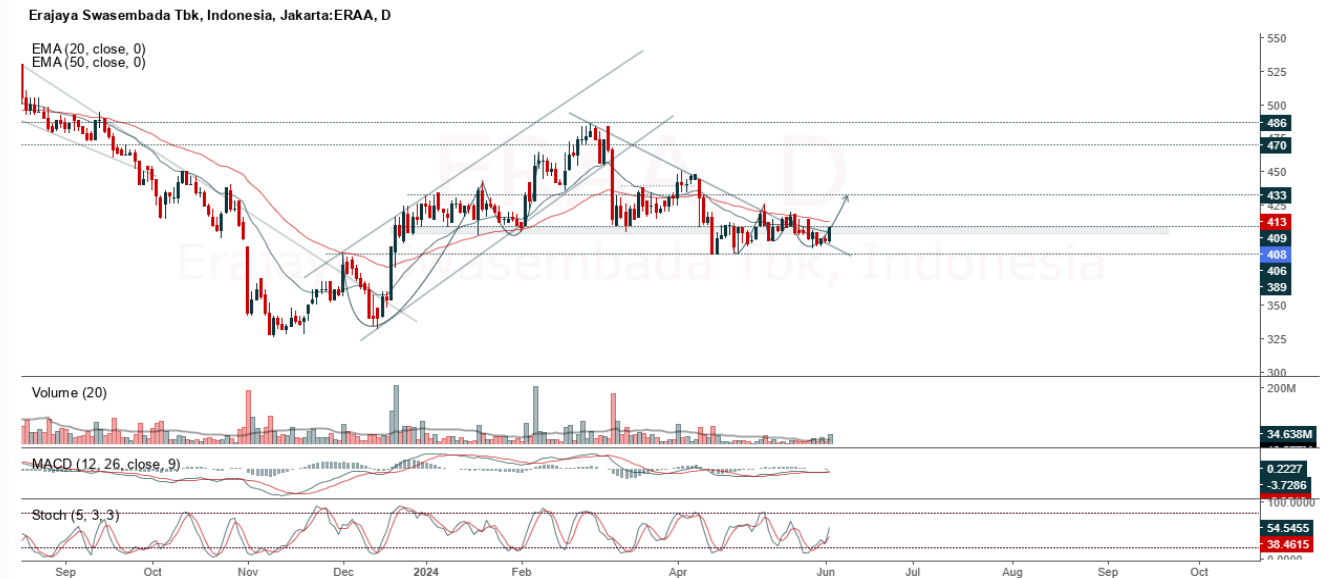 Erajaya Swasembada Tbk, Indonesia, Jakarta:ERAA, D
EMA (20, close, 0)
EMA (50, close, 0)
ERAA, D
Erajaya Swasembada Tbk, Indonesia
550
525
500
486
470
450
433
425
413
409
408
406
389
350
325
300
Volume (20)
200M
34.638M
MACD (12, 26, close, 9)
0.2227
-3.7286
Stoch (5, 3, 3)
100.0000
54.5455
38.4615
0.0000
Sep Oct Nov Dec 2024 Feb Apr Jun Jul Aug Sep Oct